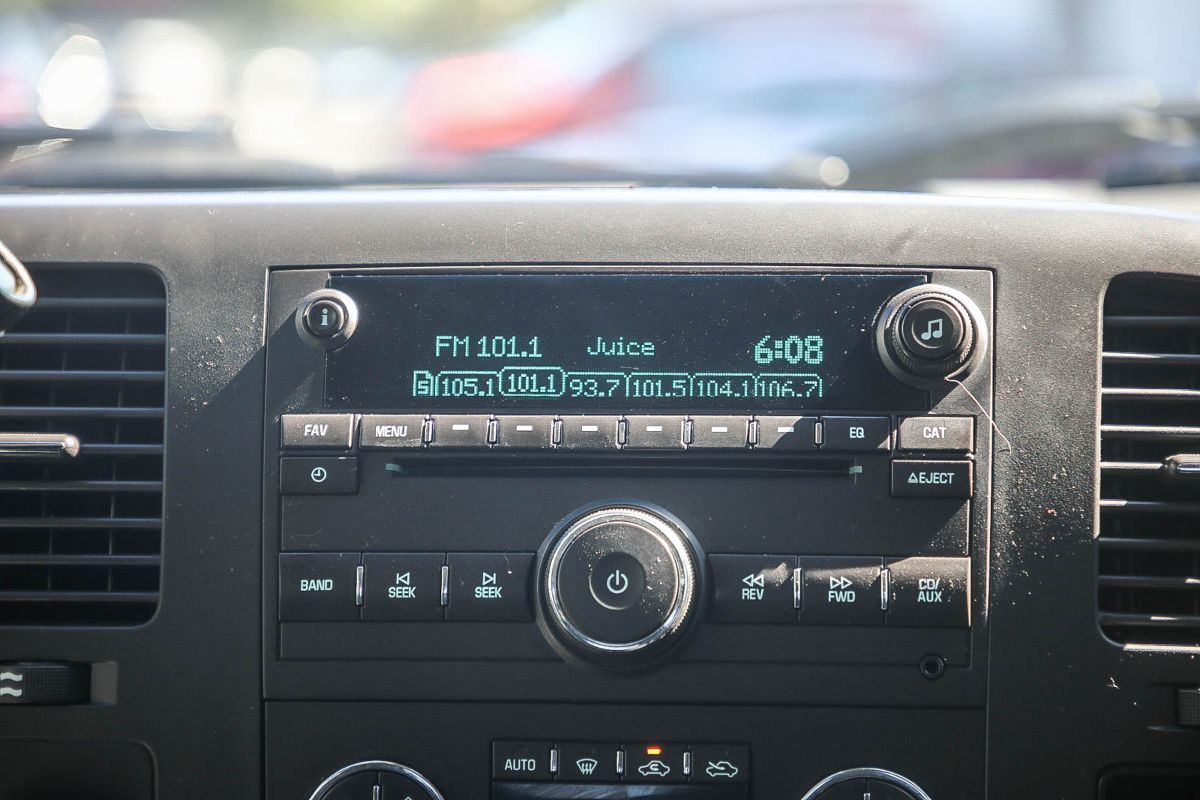 i
FM 101.1 Juice 6:08
5 105.1 101.1 93.7 101.5 104.1 106.7
FAV MENU EQ CAT
EJECT
BAND SEEK SEEK REV FWD CD/
AUX
AUTO